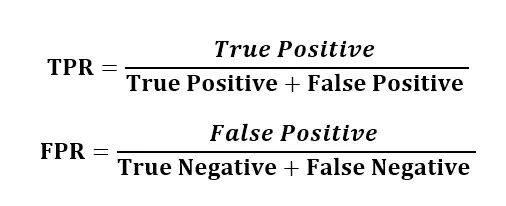 TPR = True Positive / True Positive + False Positive
FPR = False Positive / True Negative + False Negative